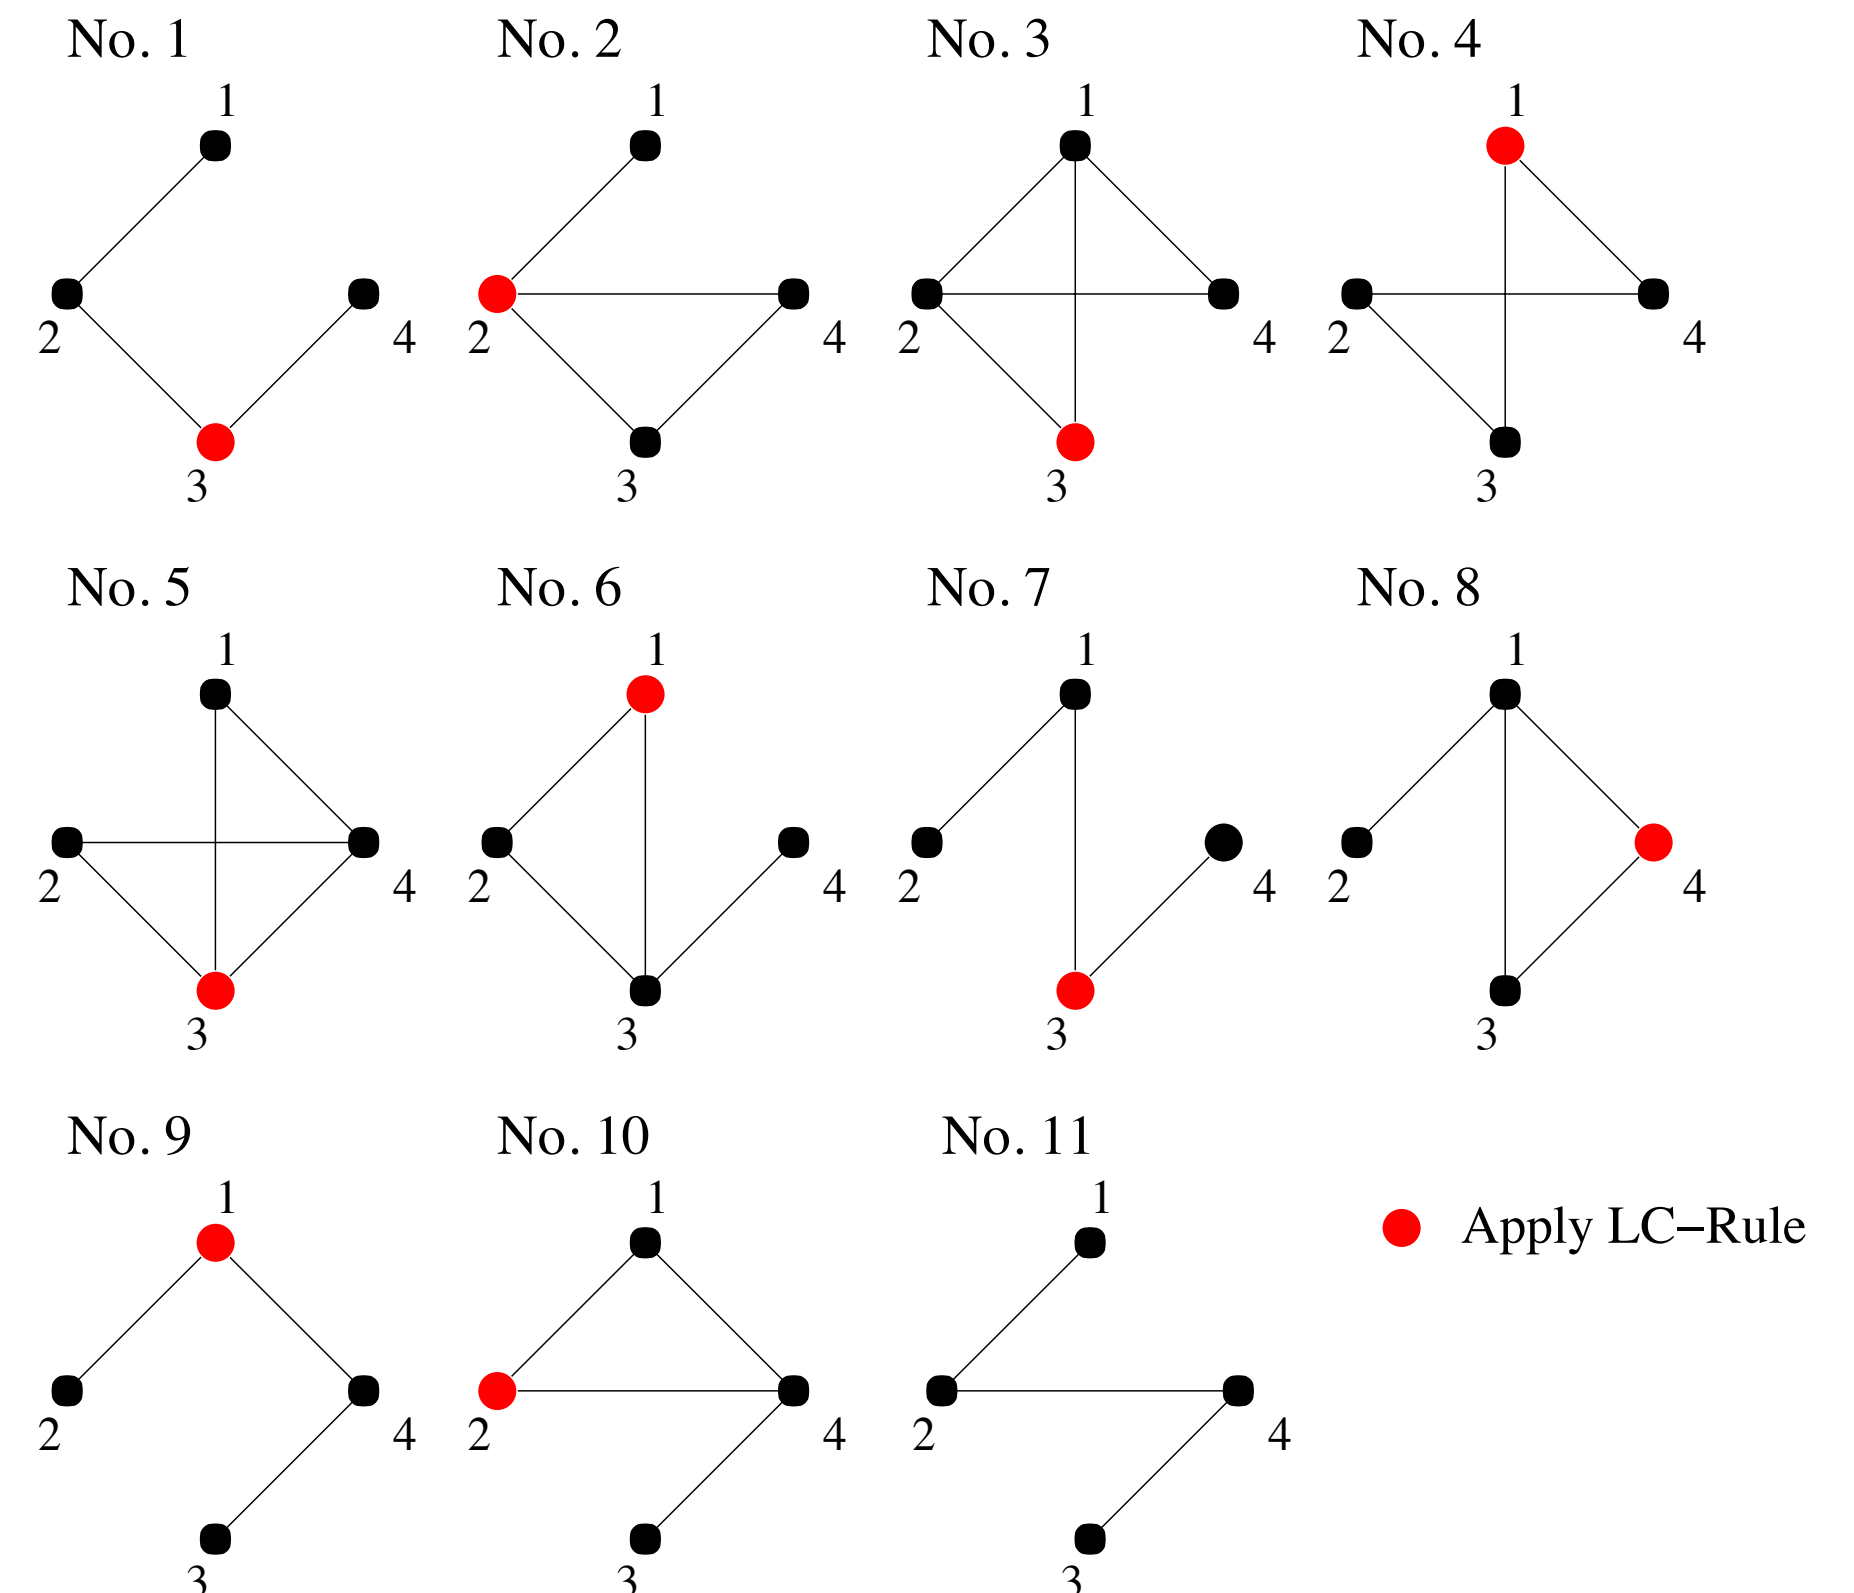 No. 1 No. 2 No. 3 No. 4
1 1 1 1
2 4 2 4 2 4 2 4
3 3 3 3
No. 5 No. 6 No. 7 No. 8
1 1 1 1
2 4 2 4 2 4 2 4
3 3 3 3
No. 9 No. 10 No. 11
1 1 1
Apply LC–Rule
2 4 2 4 2 4
3 3 3